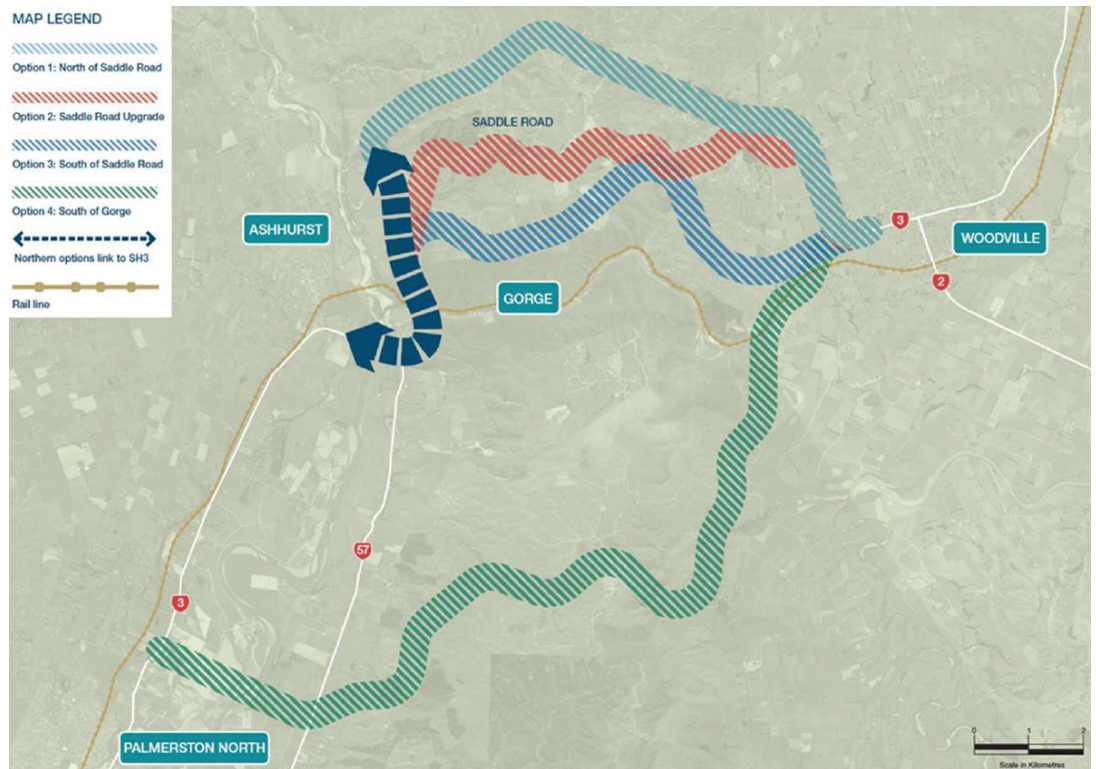 MAP LEGEND
Option 1: North of Saddle Road
Option 2: Saddle Road Upgrade
Option 3: South of Saddle Road
Option 4: South of Gorge
Northern options link to SH3
Rail line
SADDLE ROAD
ASHHURST
3
WOODVILLE
2
GORGE
57
3
PALMERSTON NORTH
0 1 2
Scale in Kilometres